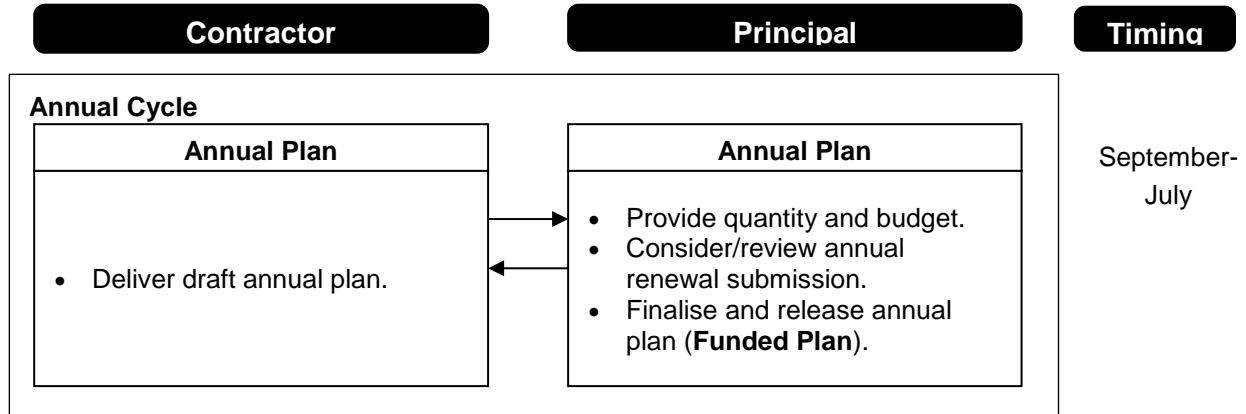 Contractor
Principal
Timing
Annual Cycle
Annual Plan
• Deliver draft annual plan.
Annual Plan
• Provide quantity and budget.
• Consider/review annual
renewal submission.
• Finalise and release annual
plan (Funded Plan).
September-
July